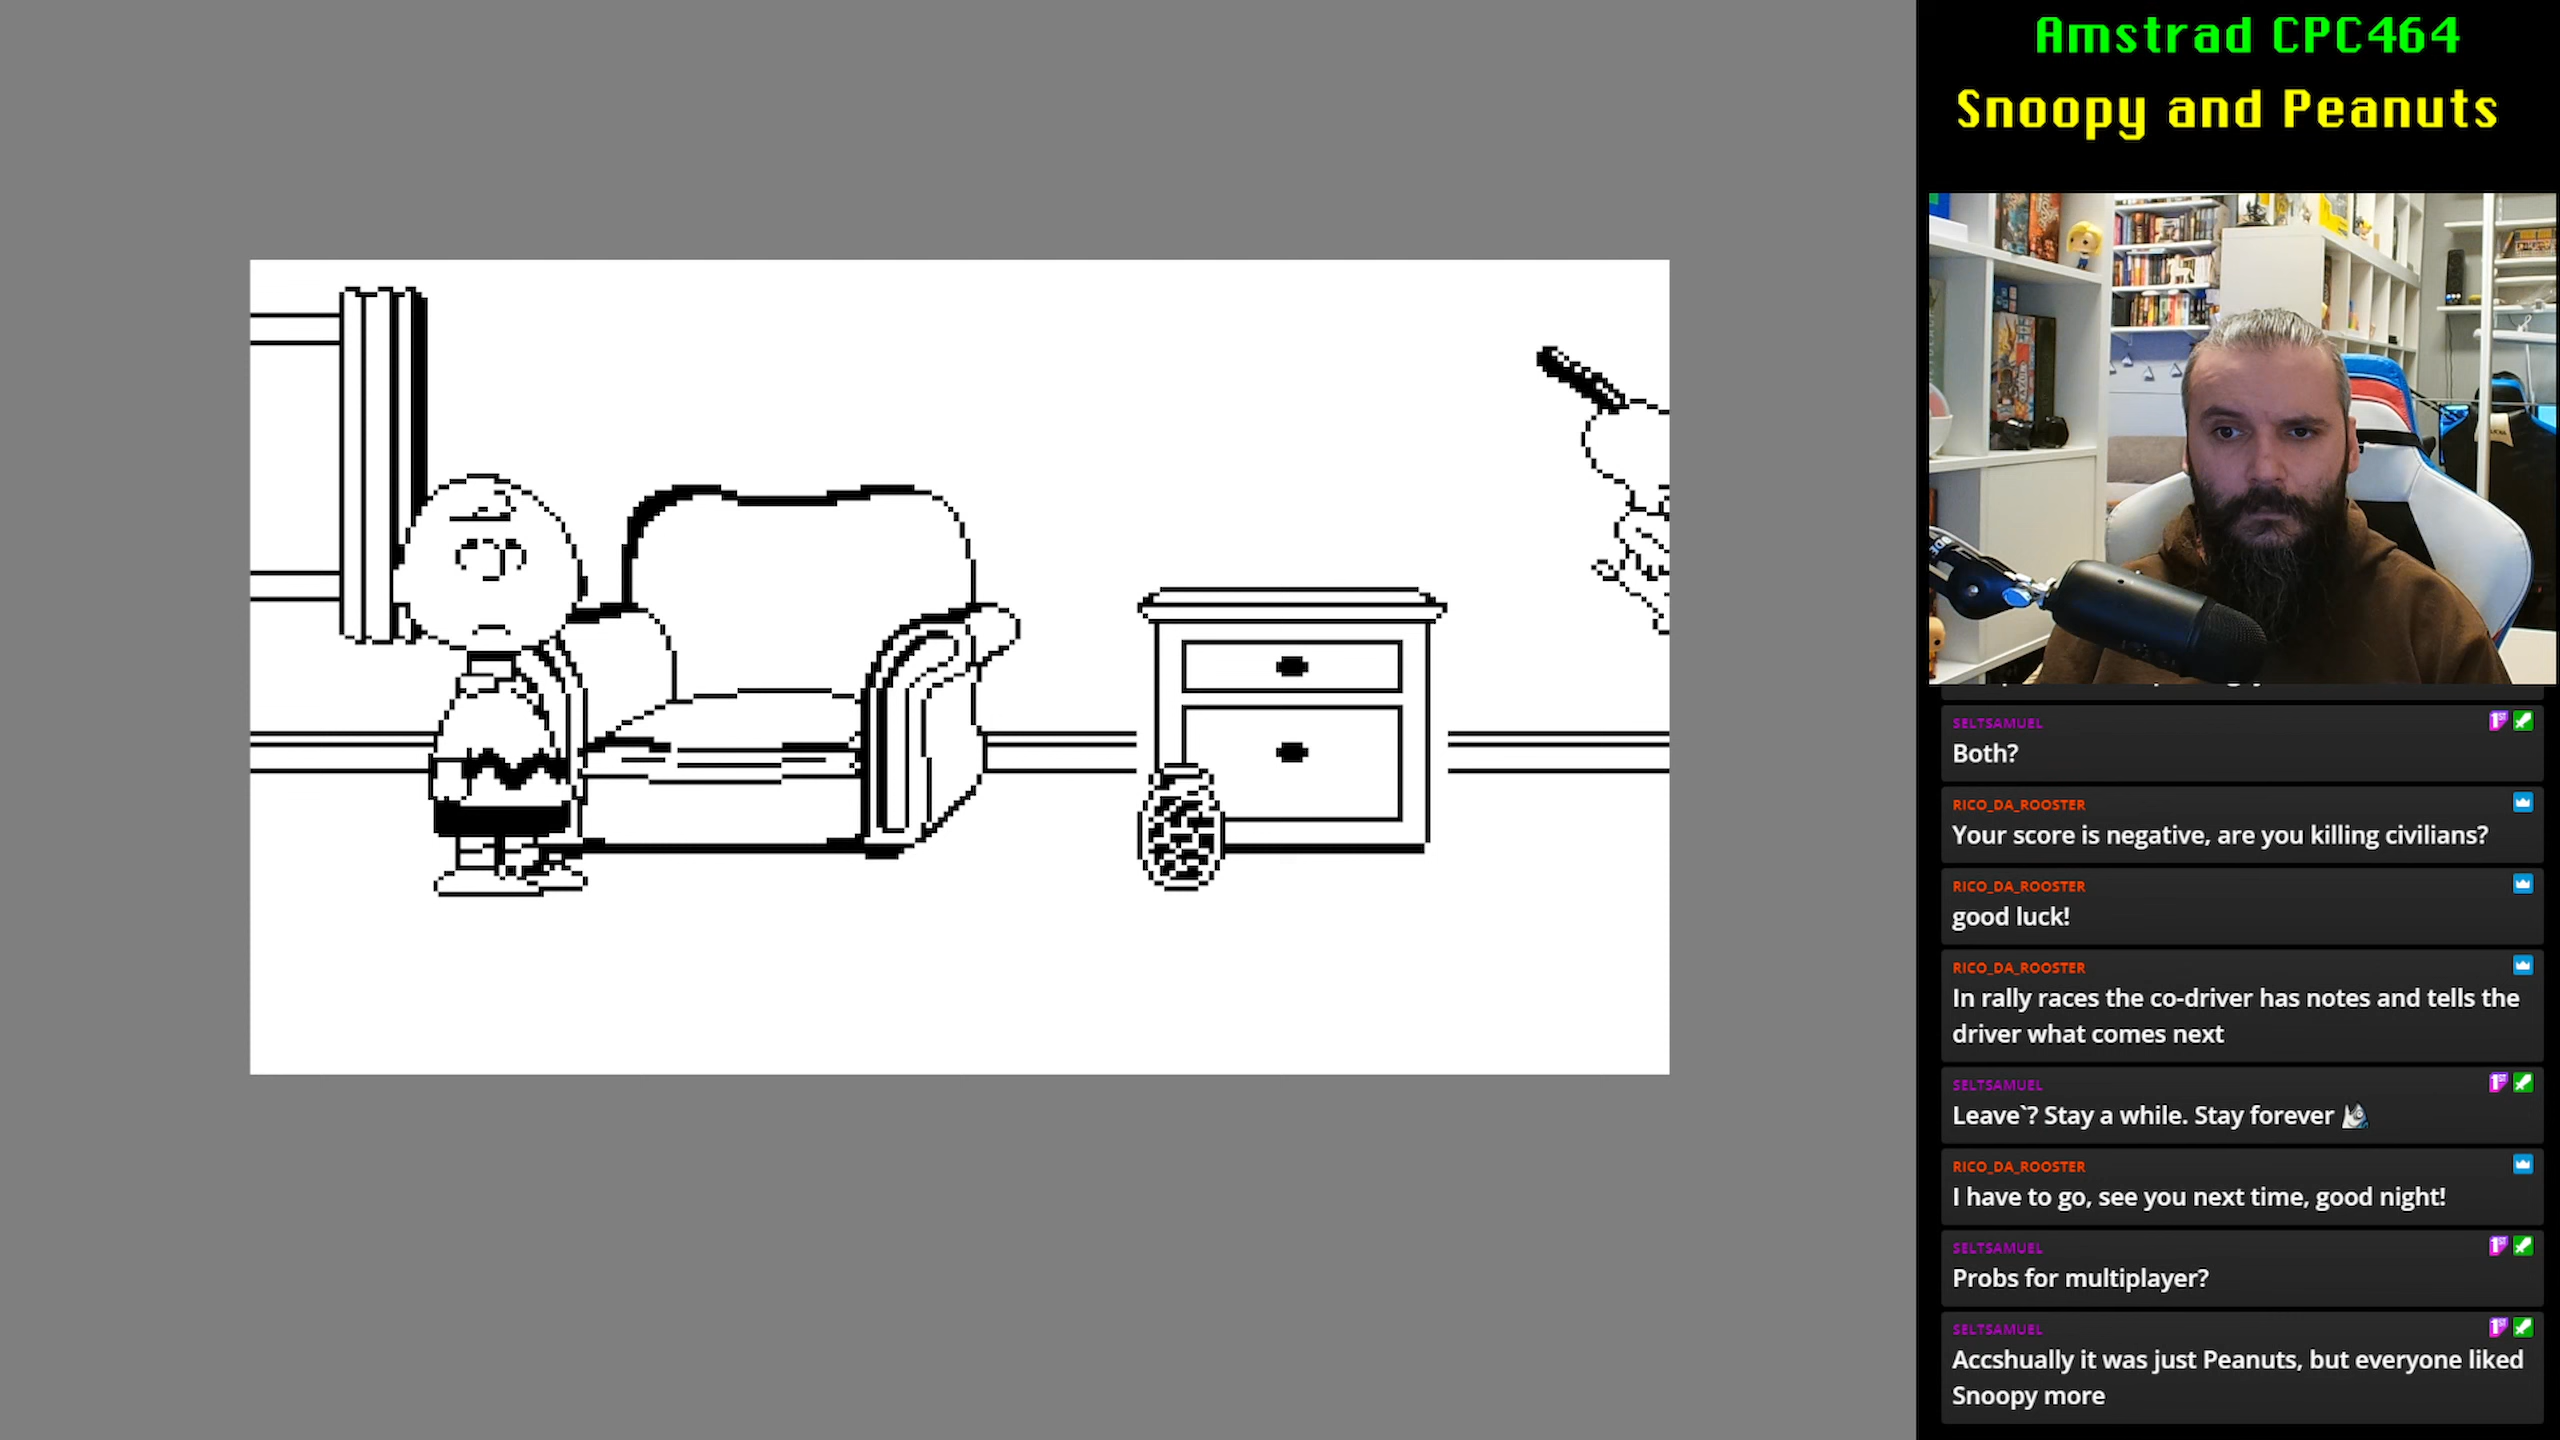 Amstrad CPC464
Snoopy and Peanuts
SELTSAMUEL
Both?
RICO_DA_ROOSTER
Your score is negative, are you killing civilians?
RICO_DA_ROOSTER
good luck!
RICO_DA_ROOSTER
In rally races the co-driver has notes and tells the
driver what comes next
SELTSAMUEL
Leave`? Stay a while. Stay forever
RICO_DA_ROOSTER
I have to go, see you next time, good night!
SELTSAMUEL
Probs for multiplayer?
SELTSAMUEL
Accshually it was just Peanuts, but everyone liked
Snoopy more